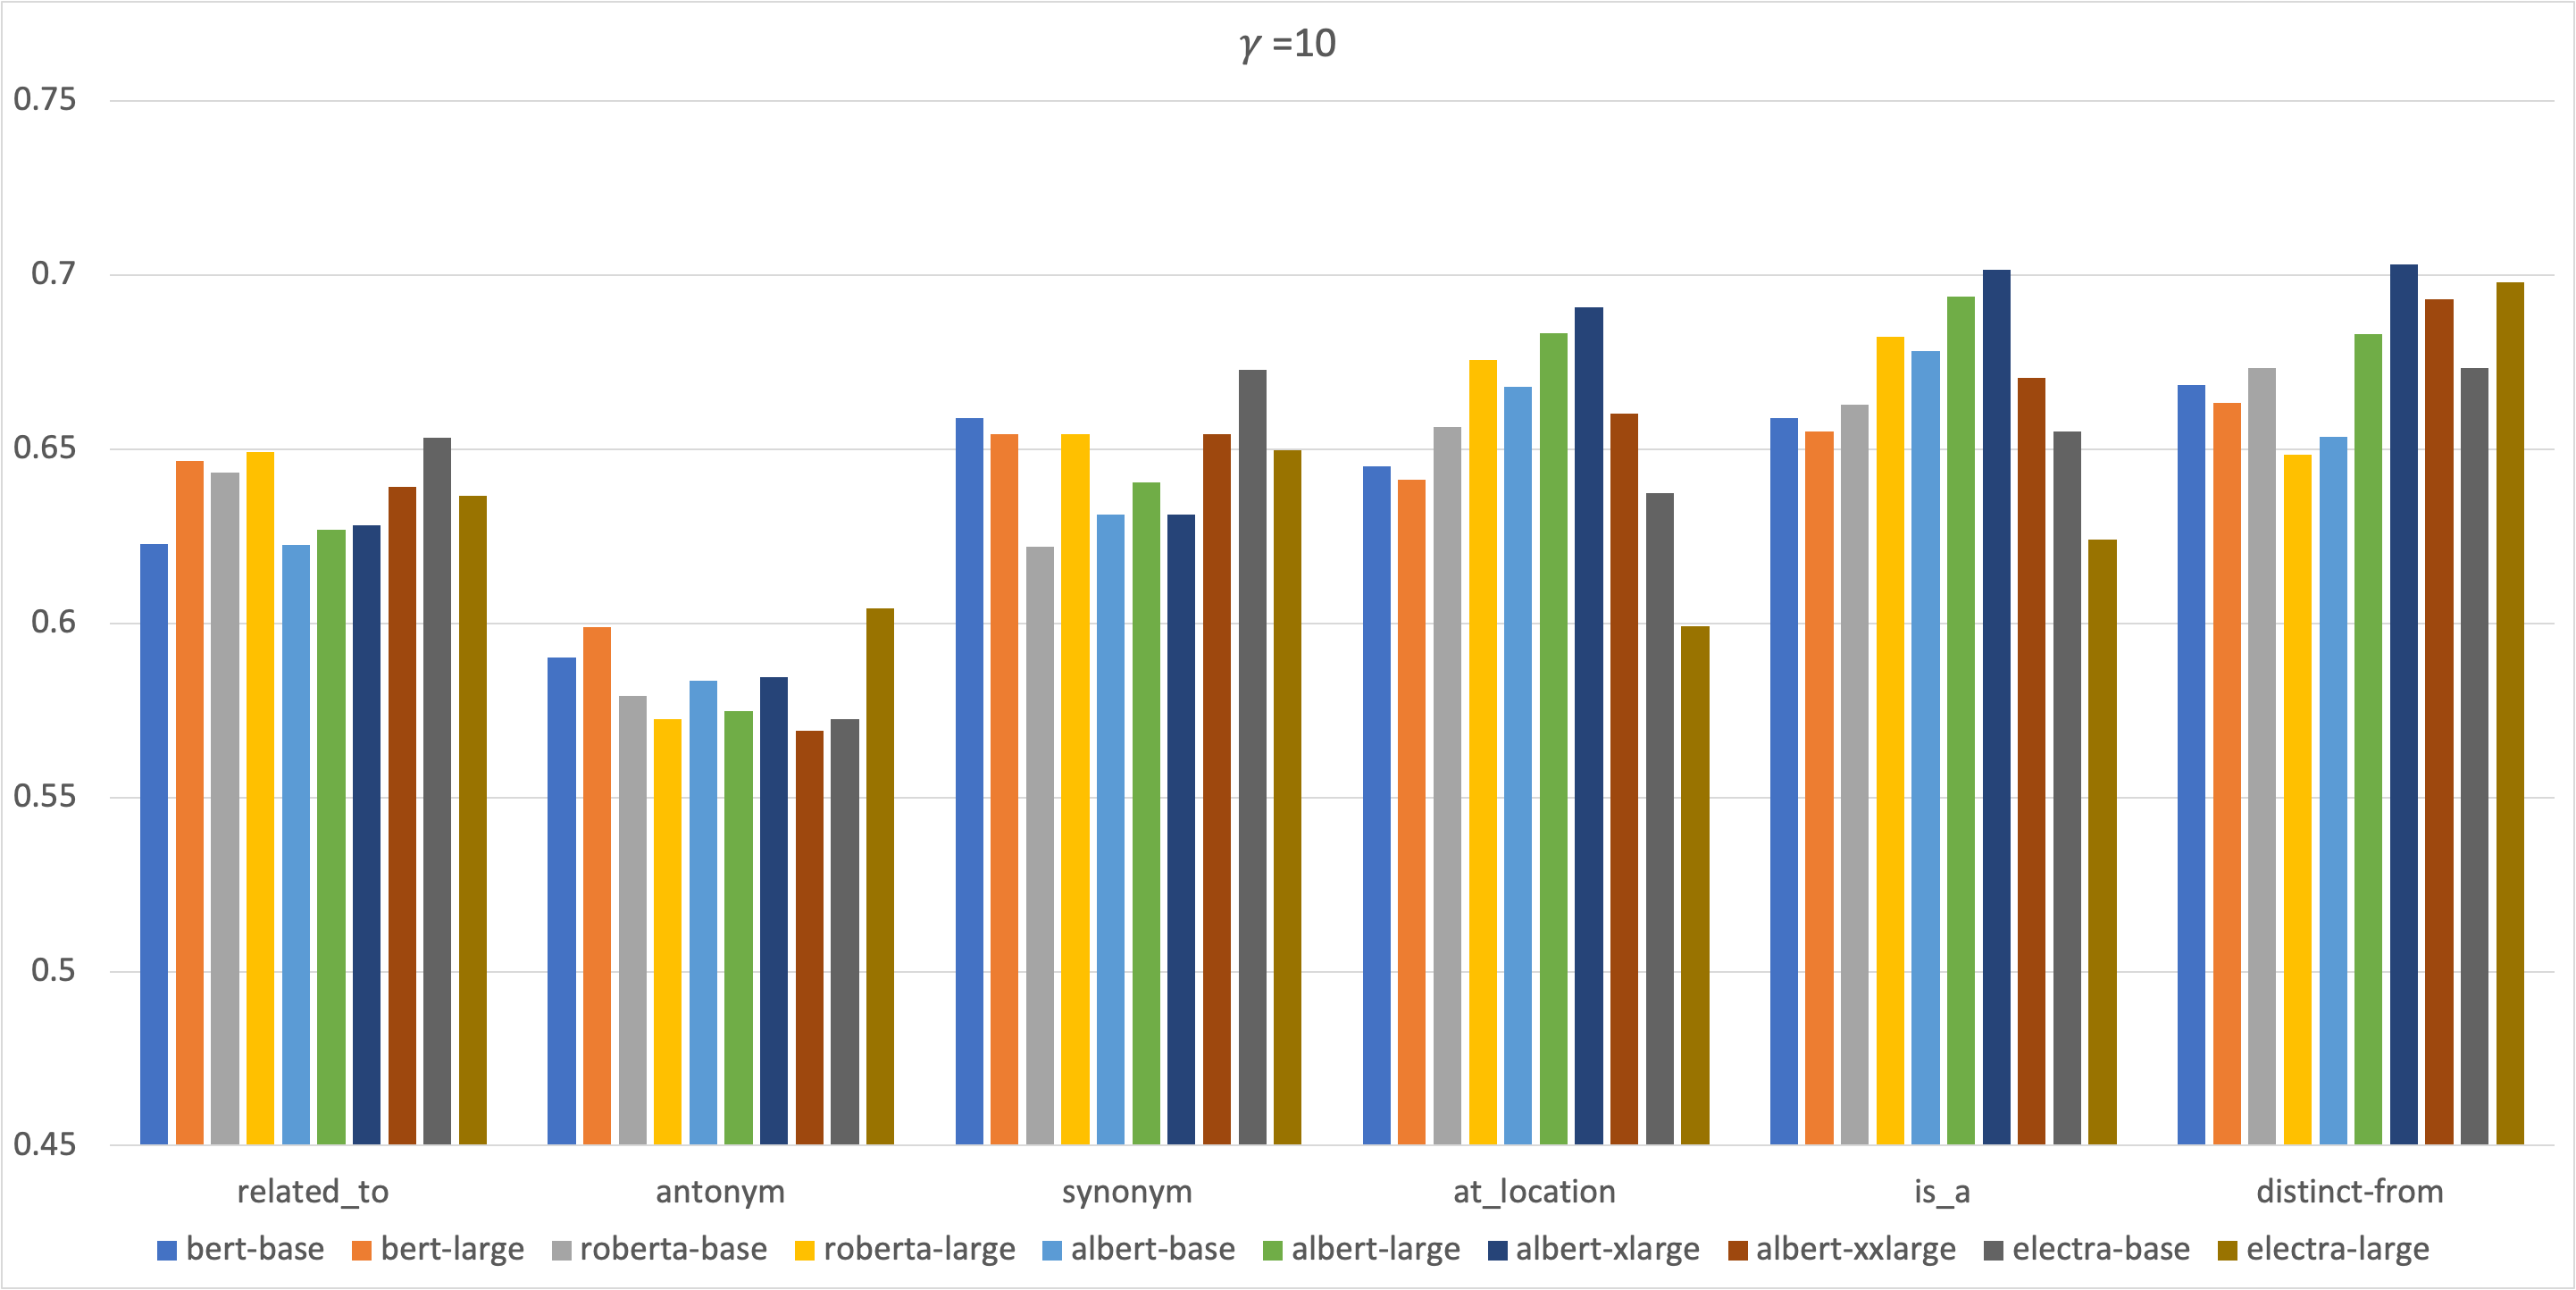 γ =10
0.75
0.7
0.65
0.6
0.55
0.5
0.45
related_to antonym synonym at_location is_a distinct-from
bert-base bert-large roberta-base roberta-large albert-base albert-large albert-xlarge albert-xxlarge electra-base electra-large